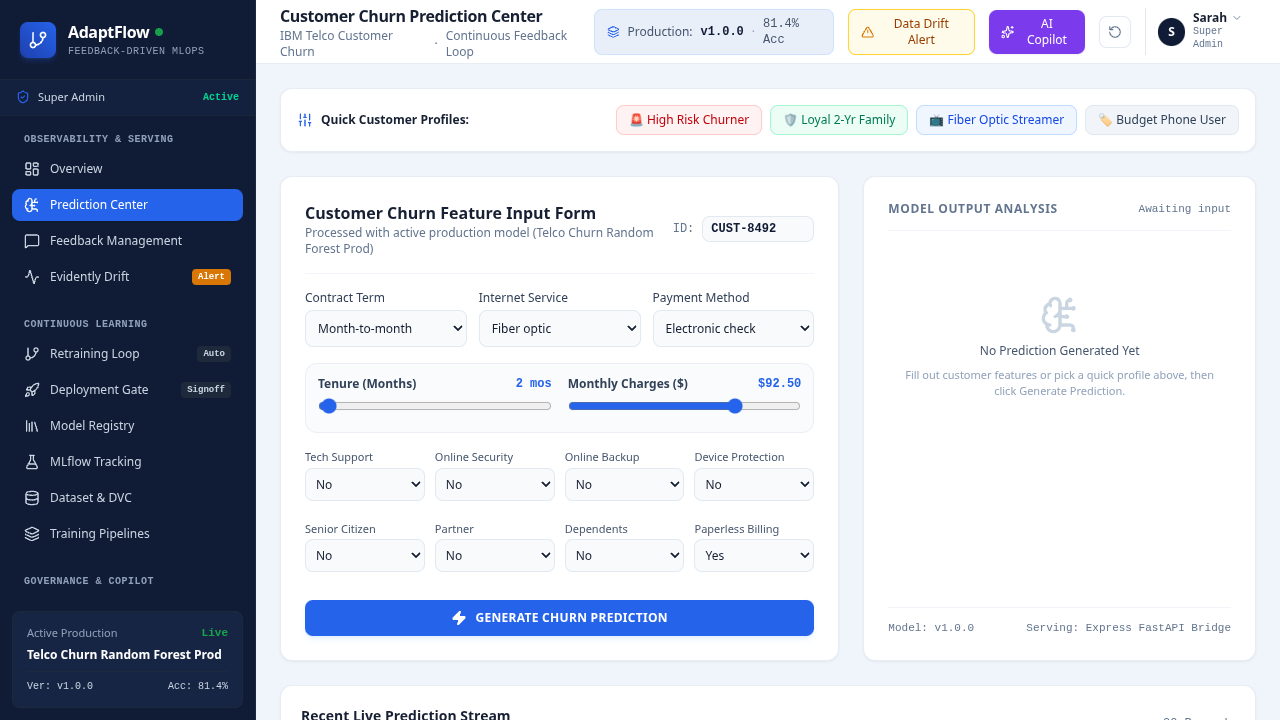 AdaptFlow
FEEDBACK-DRIVEN MLOPS
Super Admin
Active
OBSERVABILITY & SERVING
Overview
Prediction Center
Feedback Management
Evidently Drift
Alert
CONTINUOUS LEARNING
Retraining Loop
Auto
Deployment Gate
Signoff
Model Registry
MLflow Tracking
Dataset & DVC
Training Pipelines
GOVERNANCE & COPILOT
Active Production
Live
Telco Churn Random Forest Prod
Ver: v1.0.0
Acc: 81.4%
Customer Churn Prediction Center
IBM Telco Customer
Churn
·
Continuous Feedback
Loop
Production: v1.0.0 ·
81.4%
Acc
Data Drift
Alert
AI
Copilot
S
Sarah
Super
Admin
Quick Customer Profiles:
🚨 High Risk Churner
🛡️ Loyal 2-Yr Family
📺 Fiber Optic Streamer
🏷️ Budget Phone User
Customer Churn Feature Input Form
Processed with active production model (Telco Churn Random
Forest Prod)
ID:
CUST-8492
Contract Term
Internet Service
Payment Method
Month-to-month
Fiber optic
Electronic check
Tenure (Months)
2 mos
Monthly Charges ($)
$92.50
Tech Support
Online Security
Online Backup
Device Protection
No
No
No
No
Senior Citizen
Partner
Dependents
Paperless Billing
No
No
No
Yes
GENERATE CHURN PREDICTION
MODEL OUTPUT ANALYSIS
Awaiting input
No Prediction Generated Yet
Fill out customer features or pick a quick profile above, then
click Generate Prediction.
Model: v1.0.0
Serving: Express FastAPI Bridge
Recent Live Prediction Stream